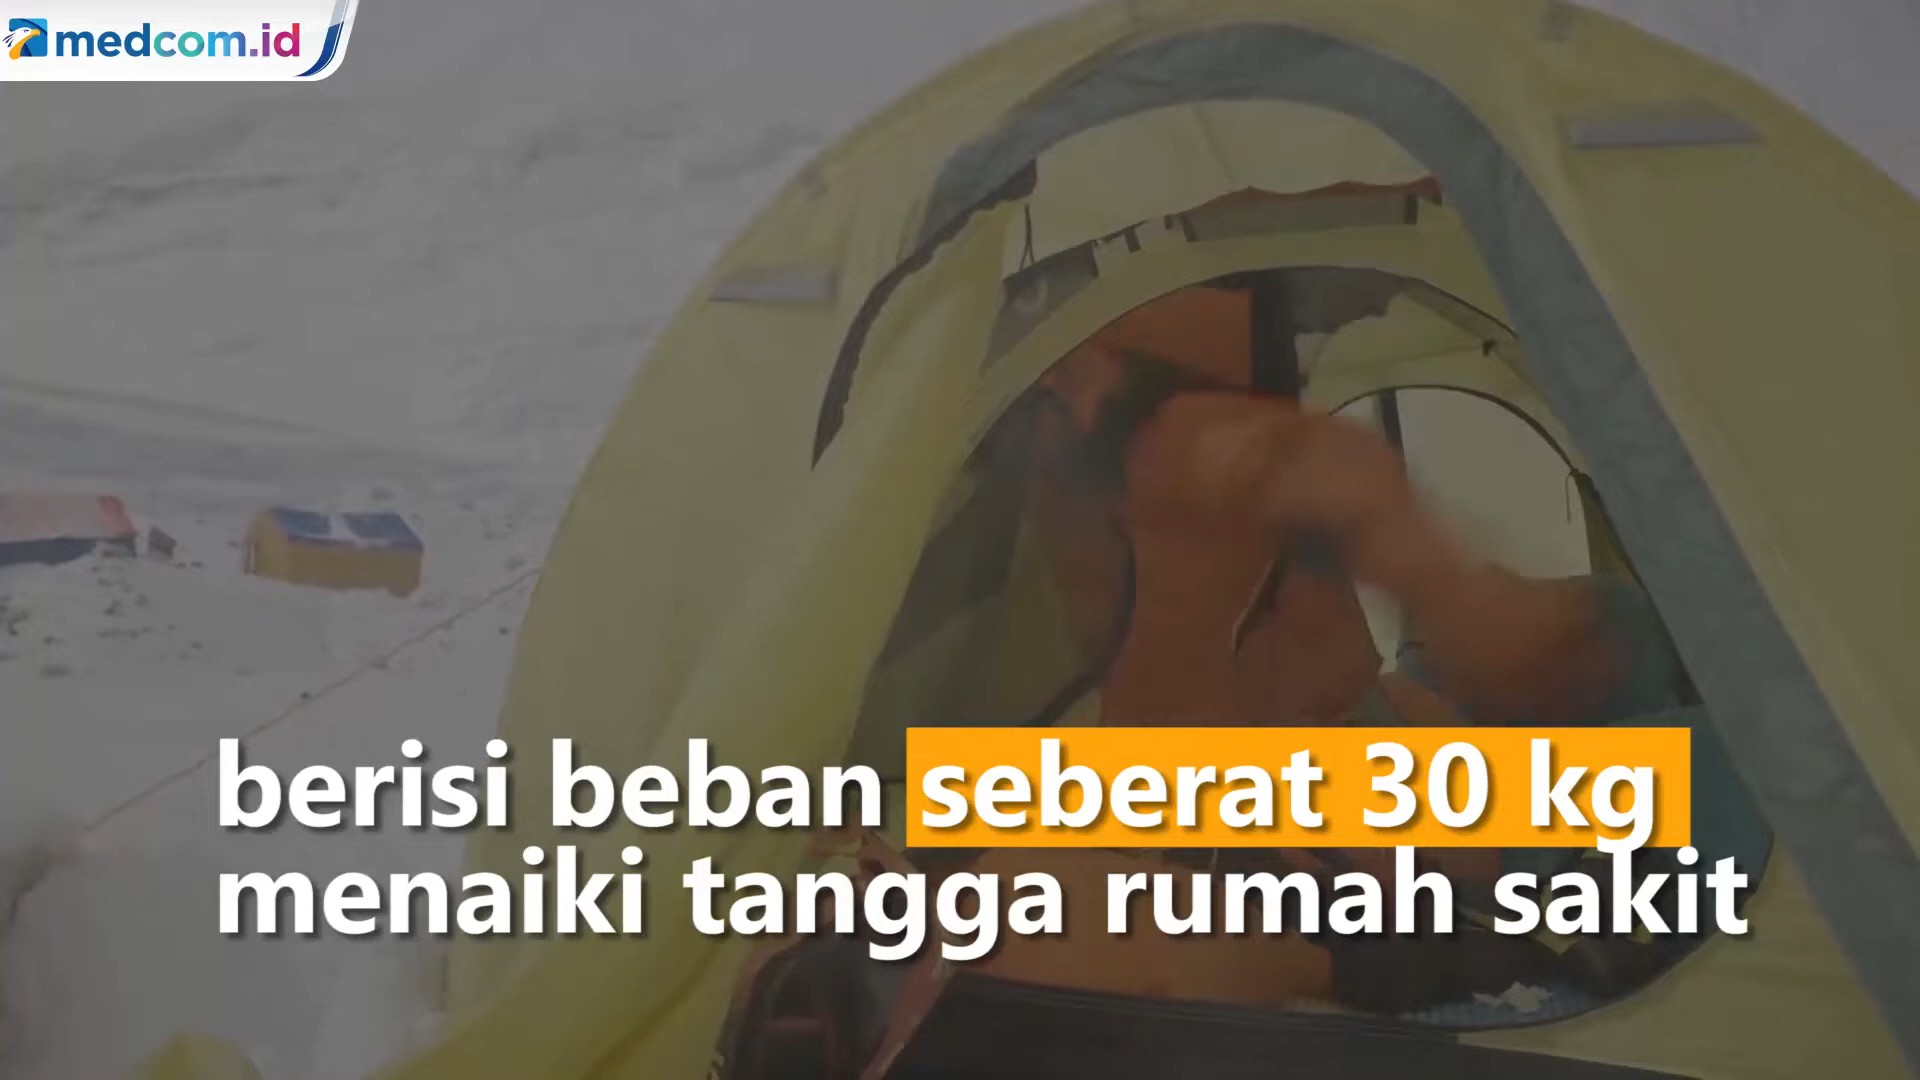 medcom.id
berisi beban seberat 30 kg
menaiki tangga rumah sakit